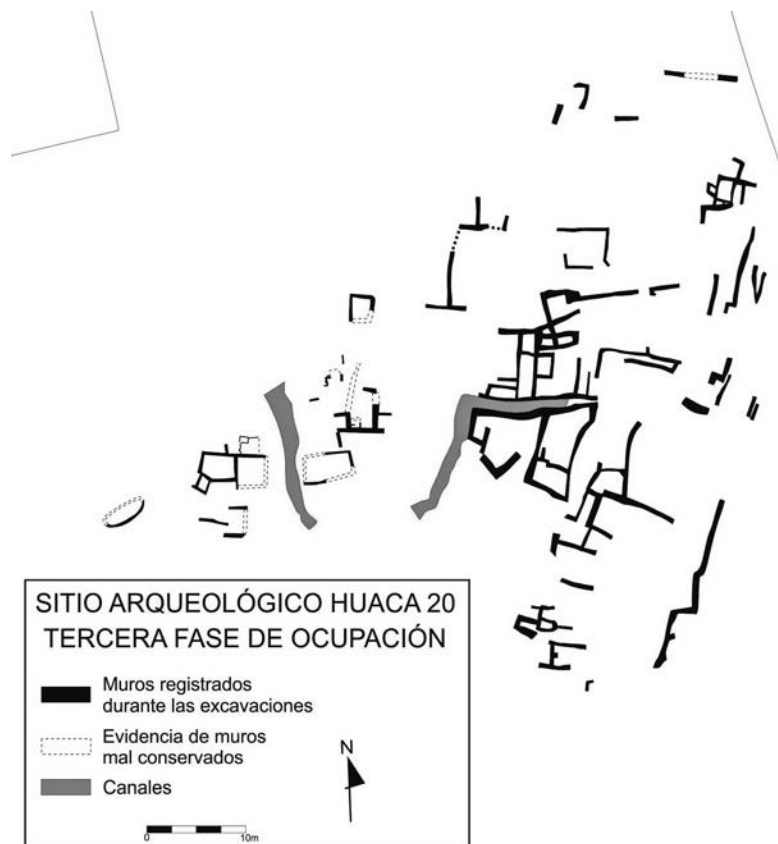 SITIO ARQUEOLÓGICO HUACA 20
TERCERA FASE DE OCUPACIÓN
Muros registrados
durante las excavaciones
Evidencia de muros
mal conservados
N
Canales
0 10m